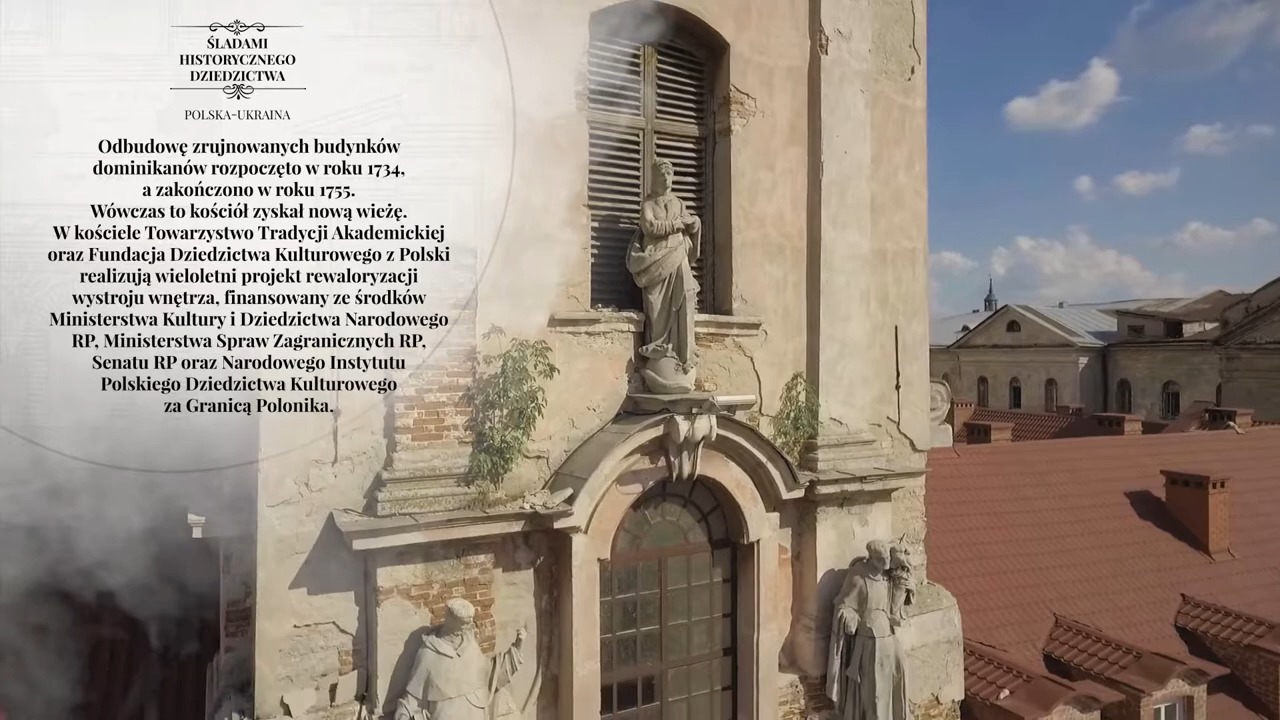 ŚLADAMI
HISTORYCZNEGO
DZIEDZICTWA
POLSKA-UKRAINA
Odbudowę zrujnowanych budynków
dominikanów rozpoczęto w roku 1734,
a zakończono w roku 1755.
Wówczas to kościół zyskał nową wieżę.
W kościele Towarzystwo Tradycji Akademickiej
oraz Fundacja Dziedzictwa Kulturowego z Polski
realizują wieloletni projekt rewaloryzacji
wystroju wnętrza, finansowany ze środków
Ministerstwa Kultury i Dziedzictwa Narodowego
RP, Ministerstwa Spraw Zagranicznych RP,
Senatu RP oraz Narodowego Instytutu
Polskiego Dziedzictwa Kulturowego
za Granicą Polonika.